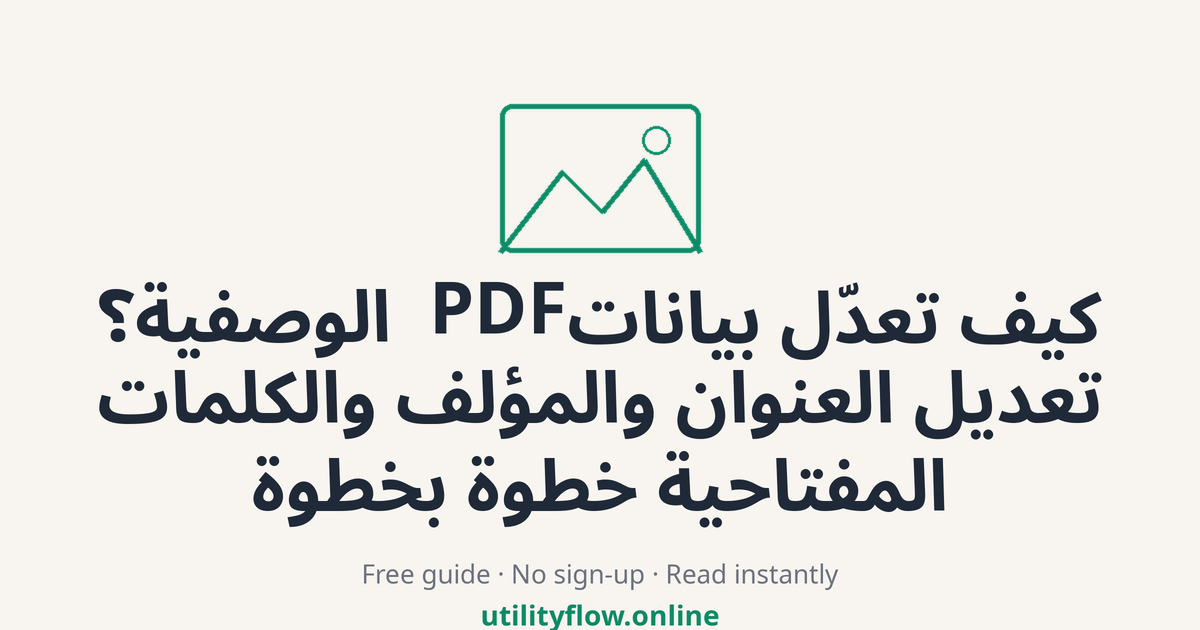 كيف تعدّل بيانات PDF الوصفية؟
تعديل العنوان والمؤلف والكلمات
المفتاحية خطوة بخطوة
Free guide · No sign-up · Read instantly
utilityflow.online